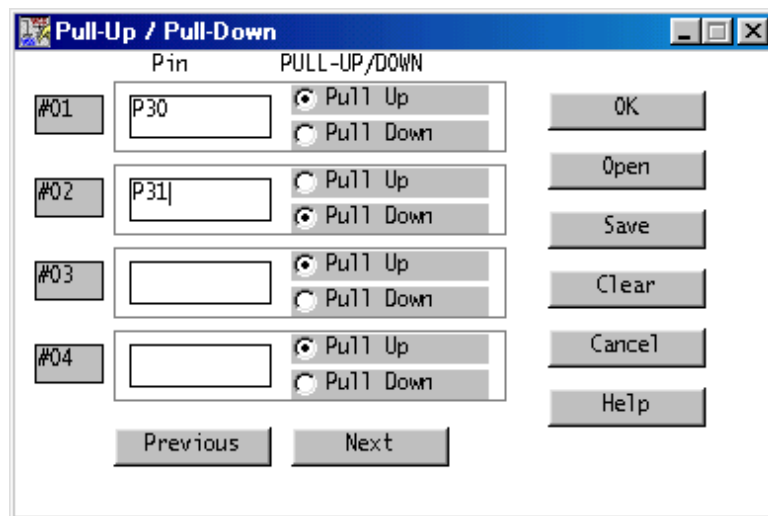 Pull-Up / Pull-Down
Pin PULL-UP/DOWN
#01 P30 Pull Up
Pull Down
#02 P31 Pull Up
Pull Down
#03 Pull Up
Pull Down
#04 Pull Up
Pull Down
Previous Next
OK
Open
Save
Clear
Cancel
Help